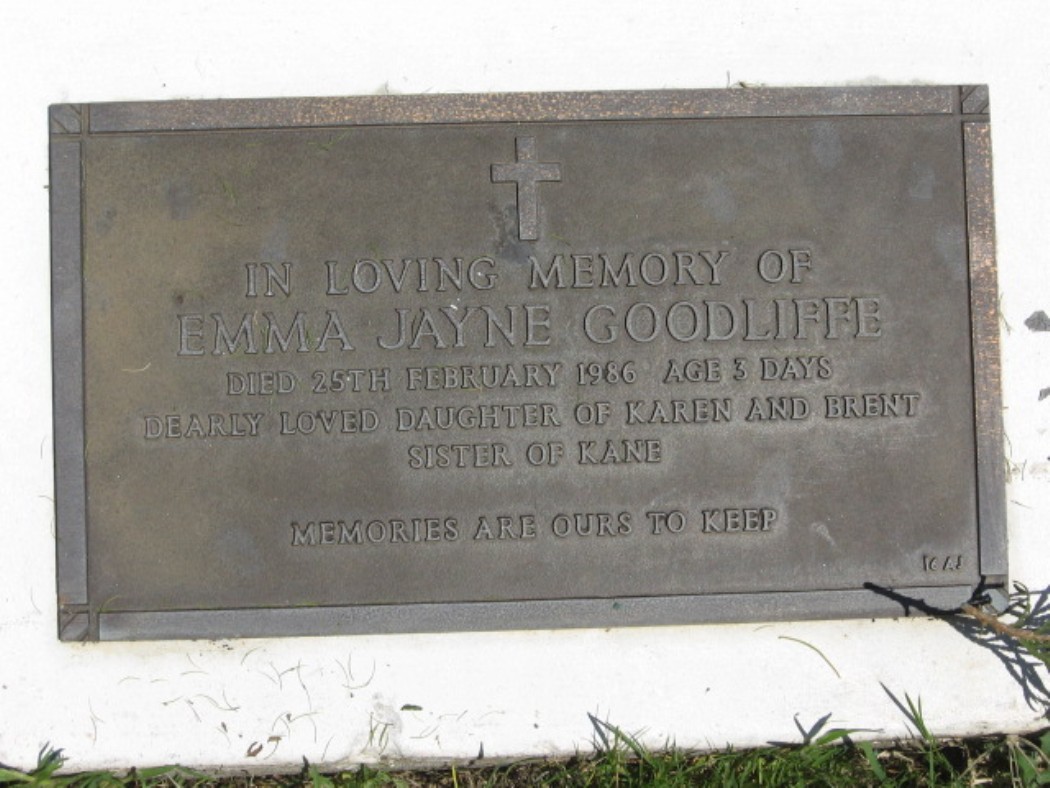 IN LOVING MEMORY OF
EMMA JAYNE GOODLIFFE
DIED 25TH FEBRUARY 1986 AGE 3 DAYS
DEARLY LOVED DAUGHTER OF KAREN AND BRENT
SISTER OF KANE
MEMORIES ARE OURS TO KEEP